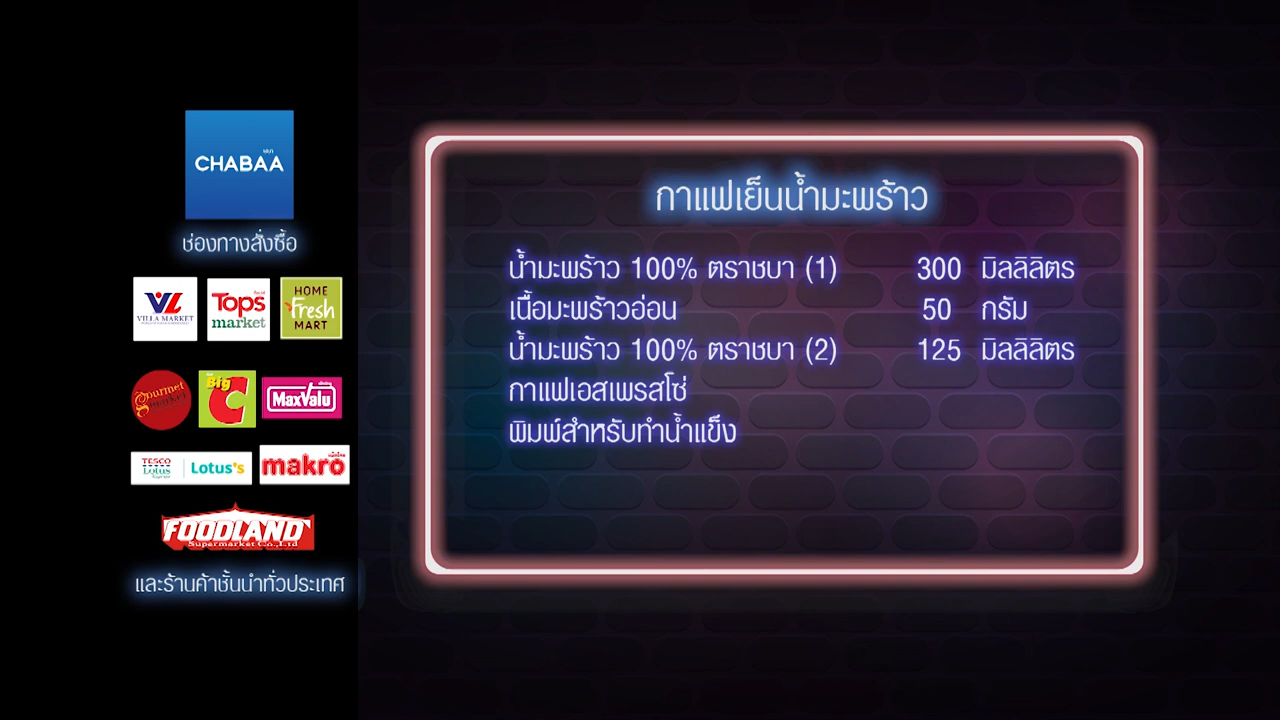 ชบา
CHABAA
ช่องทางสั่งซื้อ
VILLA MARKET
Tops
market
HOME
Fresh
MART
Gourmet
Market
Big
C
MaxValu
TESCO
Lotus
Lotus's
makro
FOODLAND
Supermarket Co.,Ltd
และร้านค้าชั้นนำทั่วประเทศ
กาแฟเย็นน้ำมะพร้าว
น้ำมะพร้าว 100% ตราชบา (1) 300 มิลลิลิตร
เนื้อมะพร้าวอ่อน 50 กรัม
น้ำมะพร้าว 100% ตราชบา (2) 125 มิลลิลิตร
กาแฟเอสเพรสโซ่
พิมพ์สำหรับทำน้ำแข็ง